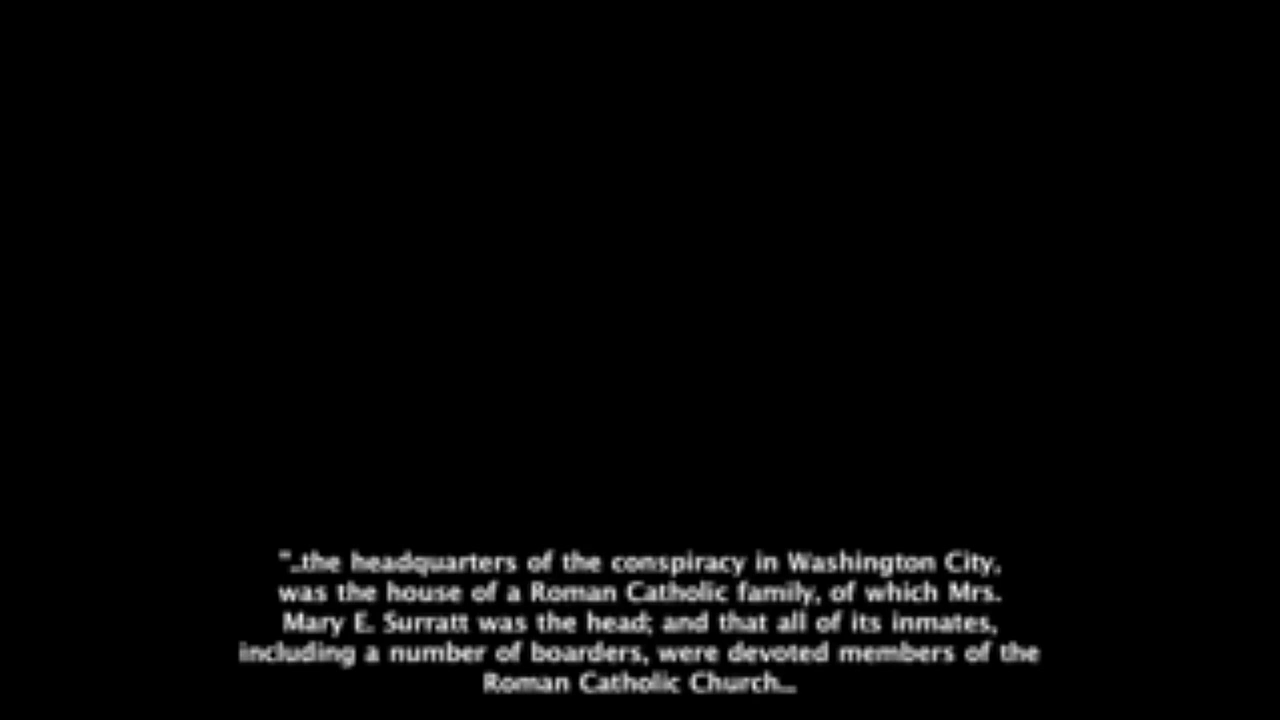 "...the headquarters of the conspiracy in Washington City,
was the house of a Roman Catholic family, of which Mrs.
Mary E. Surratt was the head; and that all of its inmates,
including a number of boarders, were devoted members of the
Roman Catholic Church...